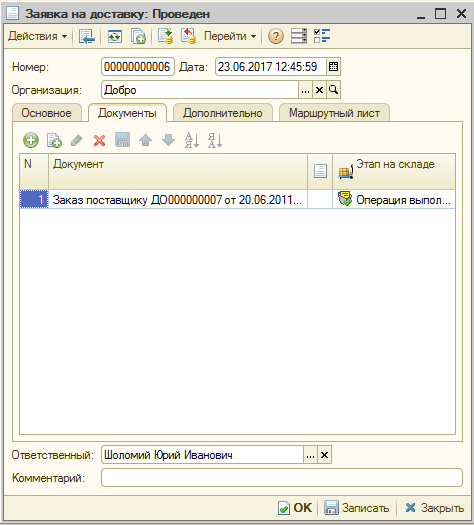 Заявка на доставку: Проведен
Действия Перейти
Номер: 00000000006 Дата: 23.06.2017 12:45:59
Организация: Добро
Основное Документы Дополнительно Маршрутный лист
N Документ Этап на складе
1 Заказ поставщику ДО000000007 от 20.06.2011... Операция выпол...
Ответственный: Шоломий Юрий Иванович
Комментарий:
OK Записать Закрыть